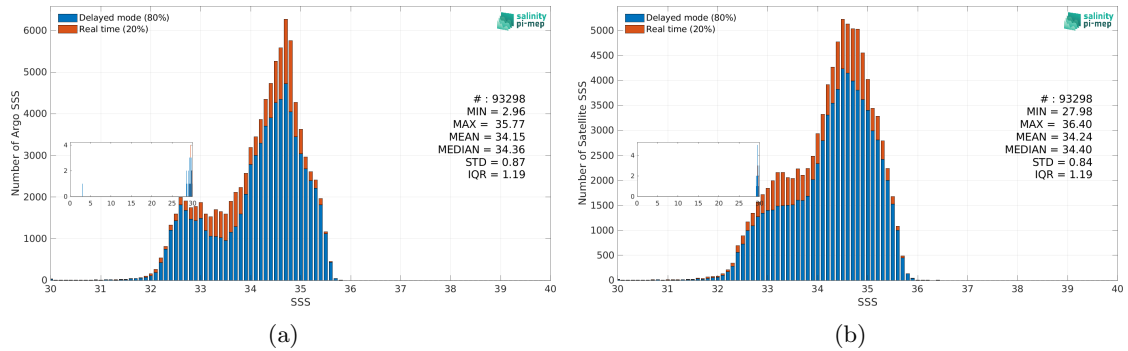 Delayed mode (80%)
Real time (20%)
salinity
pi-mep
Number of Argo SSS
6000
5000
4000
3000
2000
1000
0
# : 93298
MIN = 2.96
MAX = 35.77
MEAN = 34.15
MEDIAN = 34.36
STD = 0.87
IQR = 1.19
4
2
0
5 10 15 20 25 30
30 31 32 33 34 35 36 37 38 39 40
SSS
(a)
Delayed mode (80%)
Real time (20%)
salinity
pi-mep
Number of Satellite SSS
5000
4500
4000
3500
3000
2500
2000
1500
1000
500
0
# : 93298
MIN = 27.98
MAX = 36.40
MEAN = 34.24
MEDIAN = 34.40
STD = 0.84
IQR = 1.19
4
2
0
0 5 10 15 20 25
30 31 32 33 34 35 36 37 38 39 40
SSS
(b)